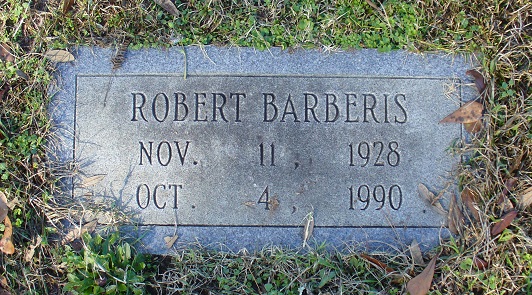 ROBERT BARBERIS
NOV. 11, 1928
OCT. 4, 1990